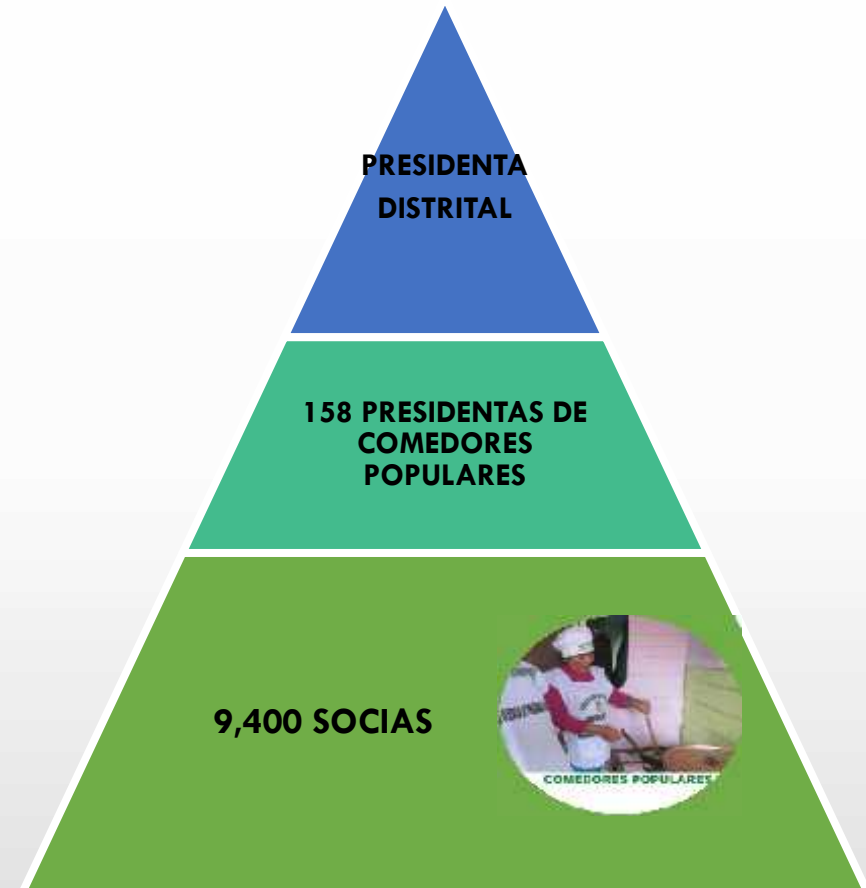 PRESIDENTA
DISTRITAL
158 PRESIDENTAS DE
COMEDORES
POPULARES
9,400 SOCIAS
COMEDORES POPULARES